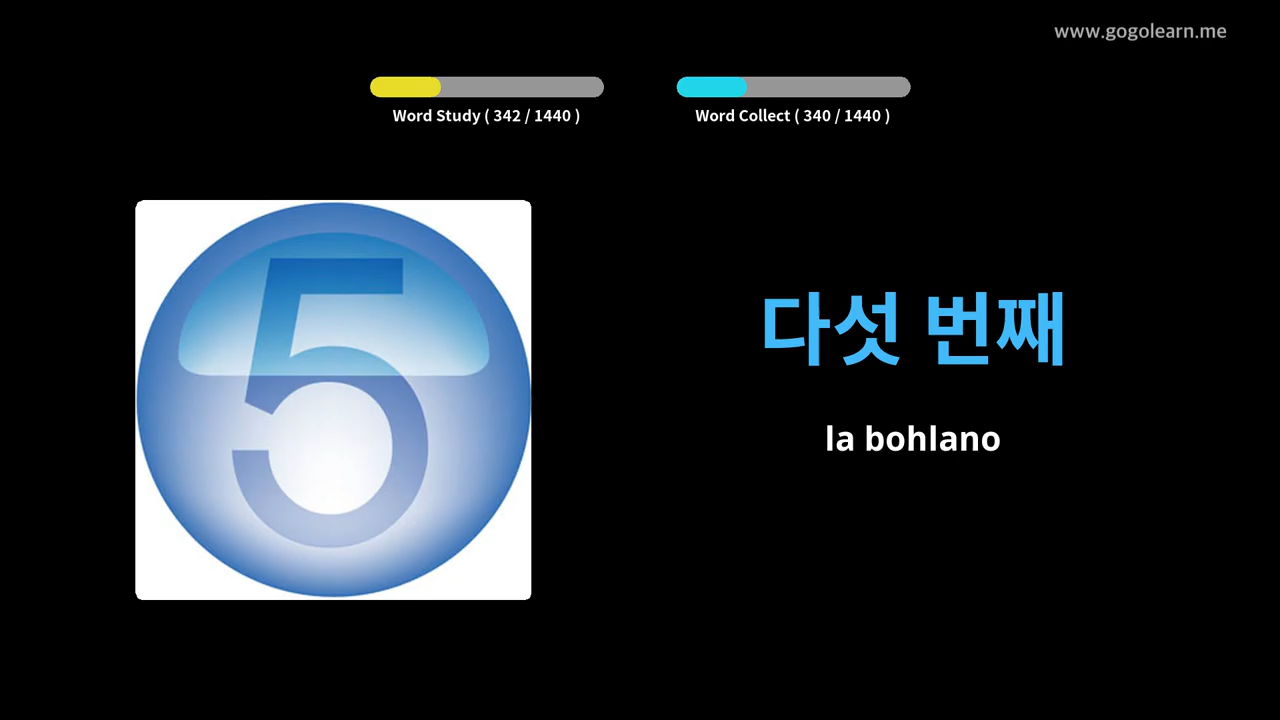 www.gogolearn.me
Word Study ( 342 / 1440 )
Word Collect ( 340 / 1440 )
5
다섯 번째
la bohlano